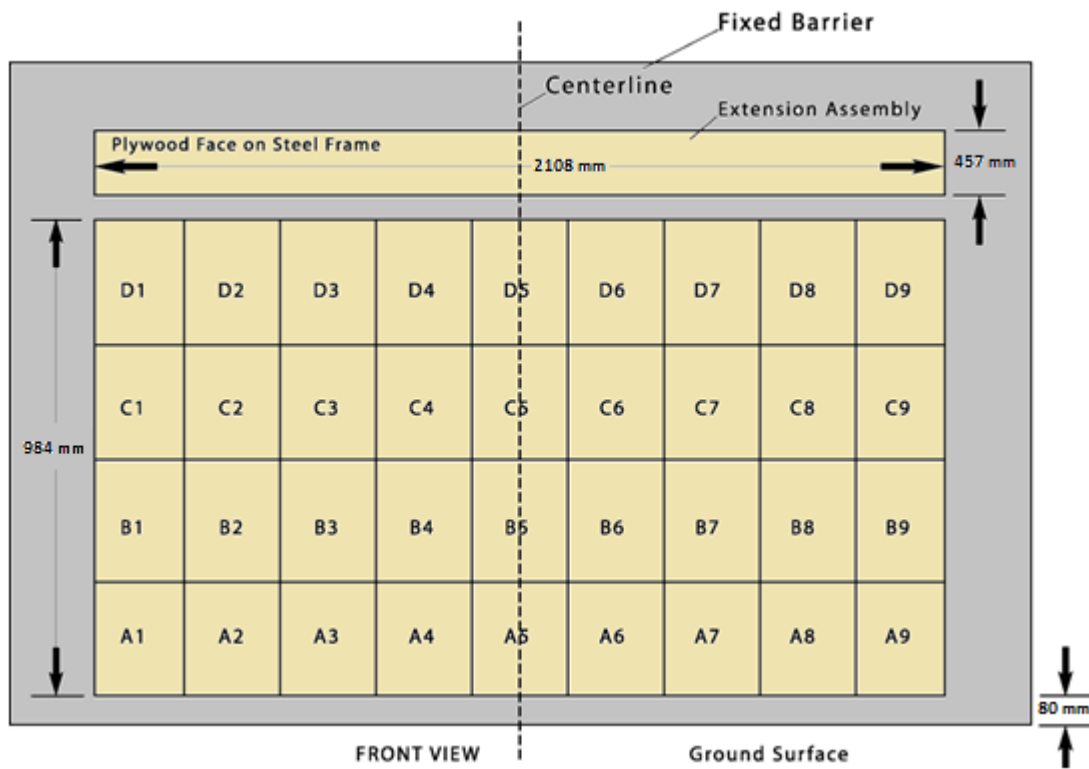 Fixed Barrier
Centerline
Extension Assembly
Plywood Face on Steel Frame
2108 mm
457 mm
D1 D2 D3 D4 D5 D6 D7 D8 D9
C1 C2 C3 C4 C5 C6 C7 C8 C9
984 mm
B1 B2 B3 B4 B5 B6 B7 B8 B9
A1 A2 A3 A4 A5 A6 A7 A8 A9
80 mm
FRONT VIEW
Ground Surface